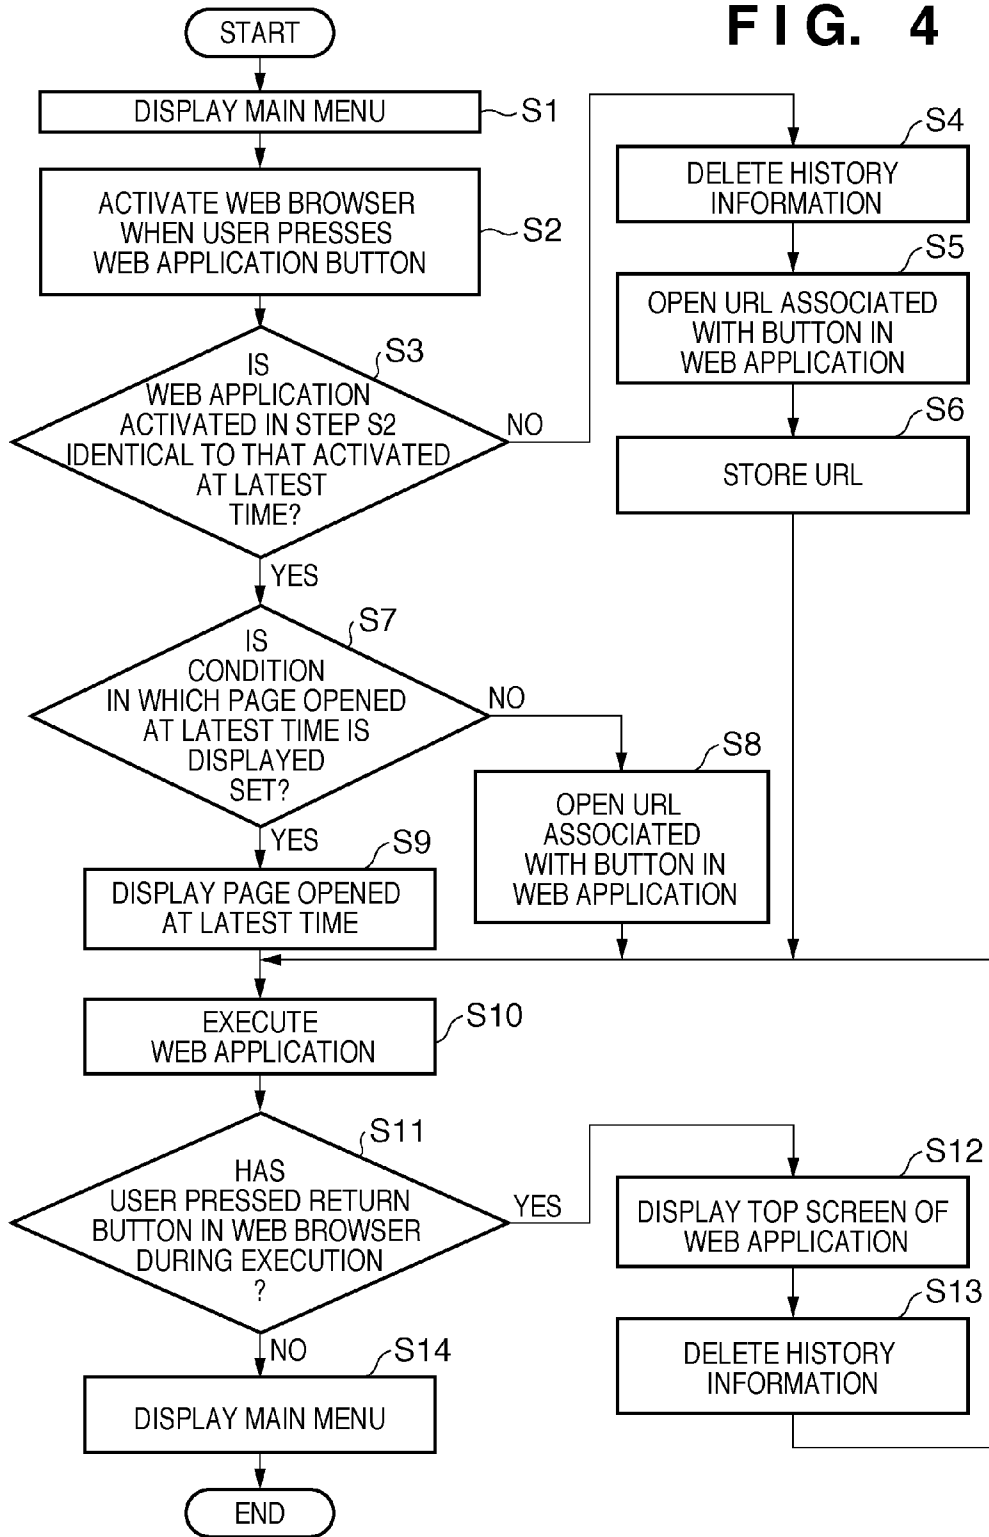 FIG. 4
START
DISPLAY MAIN MENU
S1
ACTIVATE WEB BROWSER
WHEN USER PRESSES
WEB APPLICATION BUTTON
S2
IS
WEB APPLICATION
ACTIVATED IN STEP S2
IDENTICAL TO THAT ACTIVATED
AT LATEST
TIME?
S3
NO
YES
DELETE HISTORY
INFORMATION
S4
OPEN URL ASSOCIATED
WITH BUTTON IN
WEB APPLICATION
S5
STORE URL
S6
IS
CONDITION
IN WHICH PAGE OPENED
AT LATEST TIME IS
DISPLAYED
SET?
S7
NO
YES
OPEN URL
ASSOCIATED
WITH BUTTON IN
WEB APPLICATION
S8
DISPLAY PAGE OPENED
AT LATEST TIME
S9
EXECUTE
WEB APPLICATION
S10
HAS
USER PRESSED RETURN
BUTTON IN WEB BROWSER
DURING EXECUTION
?
S11
YES
NO
DISPLAY TOP SCREEN OF
WEB APPLICATION
S12
DELETE HISTORY
INFORMATION
S13
DISPLAY MAIN MENU
S14
END